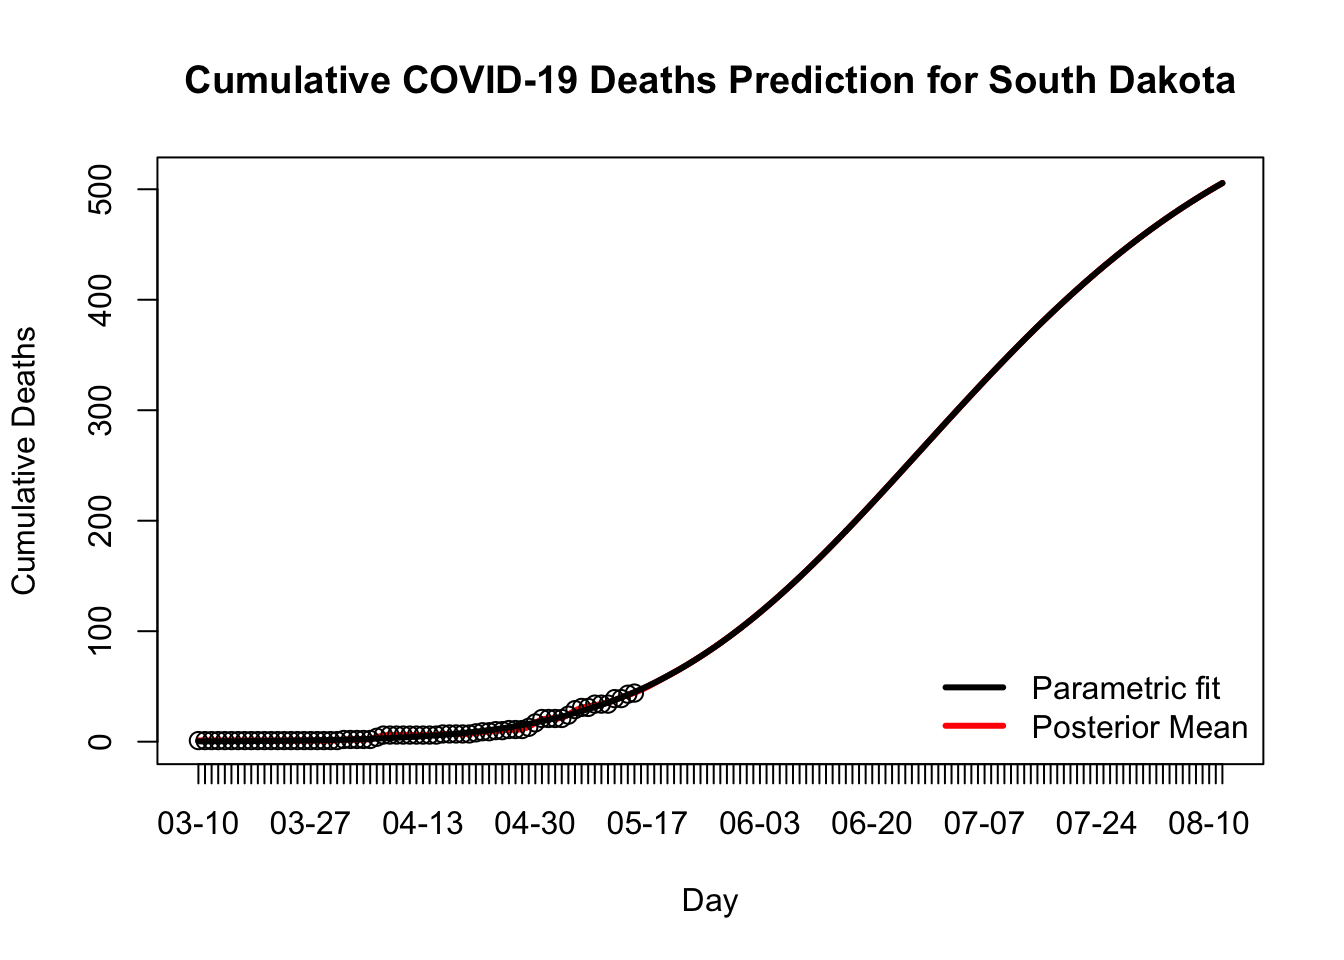 Cumulative COVID-19 Deaths Prediction for South Dakota
Cumulative Deaths
500
400
300
200
100
0
Parametric fit
Posterior Mean
03-10 03-27 04-13 04-30 05-17 06-03 06-20 07-07 07-24 08-10
Day